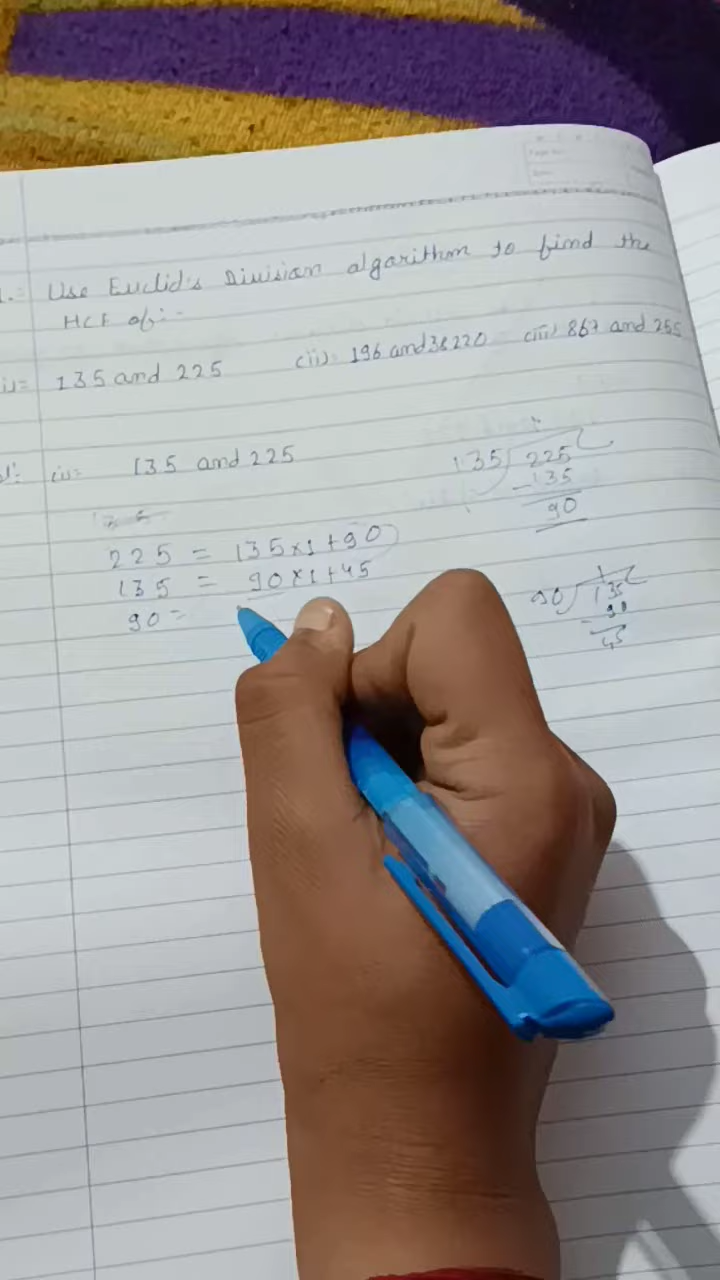 Use Euclid's Division algarithm to find the
HCF of:-
135 and 225 (ii)= 196 and 38220 (iii) 867 and 255
(i)= 135 and 225
225 = 135×1+90
135 = 90×1+45
90 =
135) 225
-135
90
1
90) 135
- 90
45